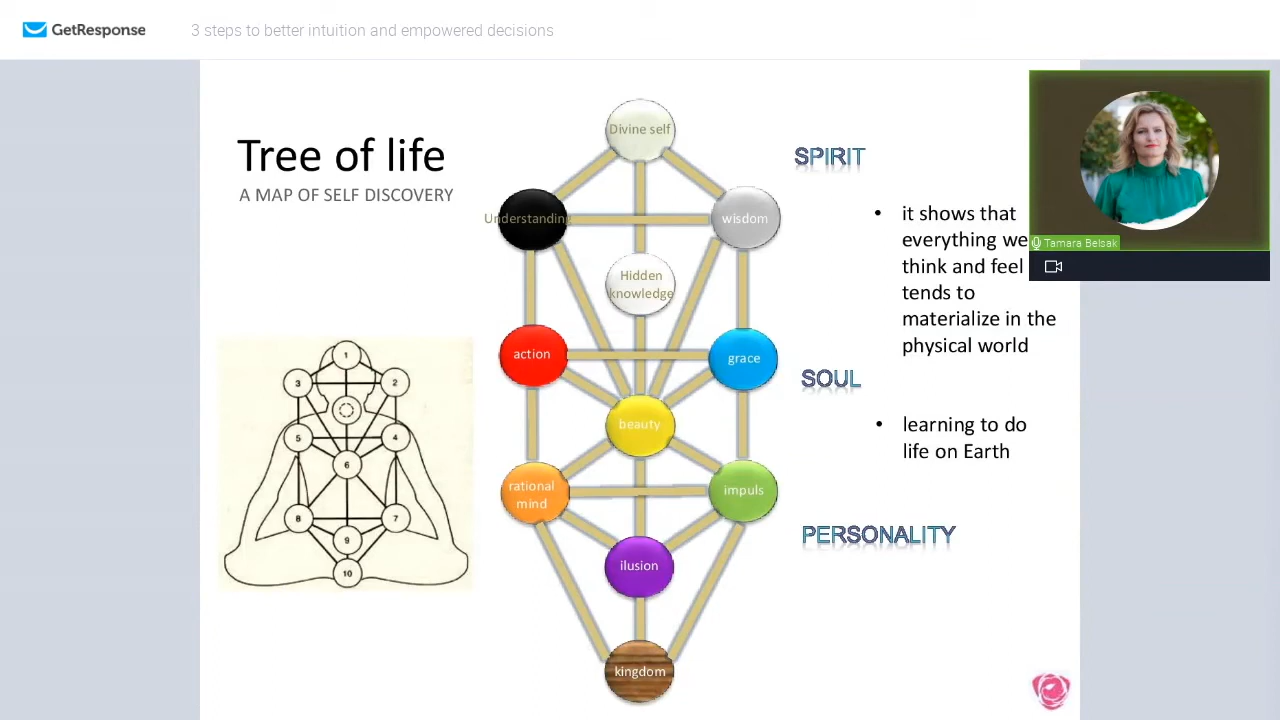 GetResponse
3 steps to better intuition and empowered decisions
Tree of life
A MAP OF SELF DISCOVERY
Divine self
Understanding
wisdom
Hidden
knowledge
action
grace
beauty
rational
mind
impuls
ilusion
kingdom
SPIRIT
• it shows that
everything we
think and feel
tends to
materialize in the
physical world
SOUL
• learning to do
life on Earth
PERSONALITY
Tamara Belsak
1
3
2
5
4
6
8
7
9
10